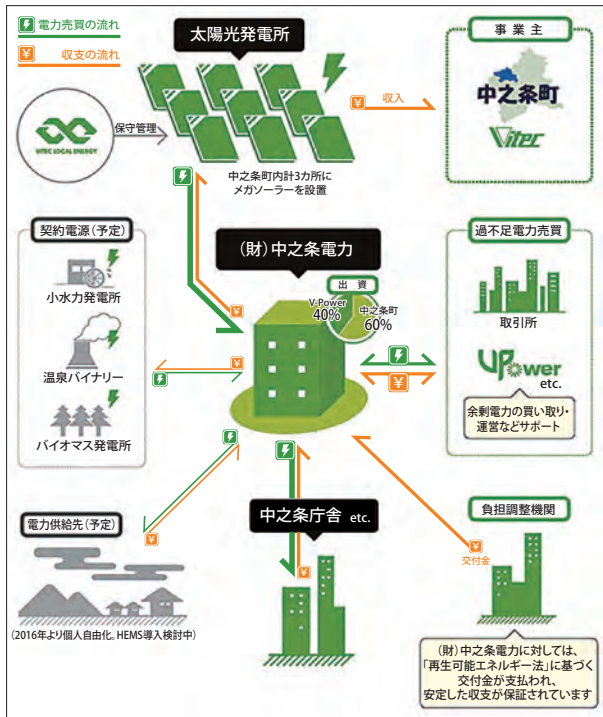 電力売買の流れ
¥ 収支の流れ
太陽光発電所
事業主
中之条町
Vitec
¥ 収入
VITEC LOCAL ENERGY
保守管理
中之条町内計3カ所に
メガソーラーを設置
契約電源(予定)
小水力発電所
温泉バイナリー
バイオマス発電所
(財)中之条電力
出資
V-Power
40%
中之条町
60%
¥
¥
¥
過不足電力売買
取引所
V Power
etc.
余剰電力の買い取り・
運営などサポート
電力供給先(予定)
¥
(2016年より個人自由化。HEMS導入検討中)
中之条庁舎 etc.
¥
負担調整機関
¥
交付金
(財)中之条電力に対しては、
「再生可能エネルギー法」に基づく
交付金が支払われ、
安定した収支が保証されています